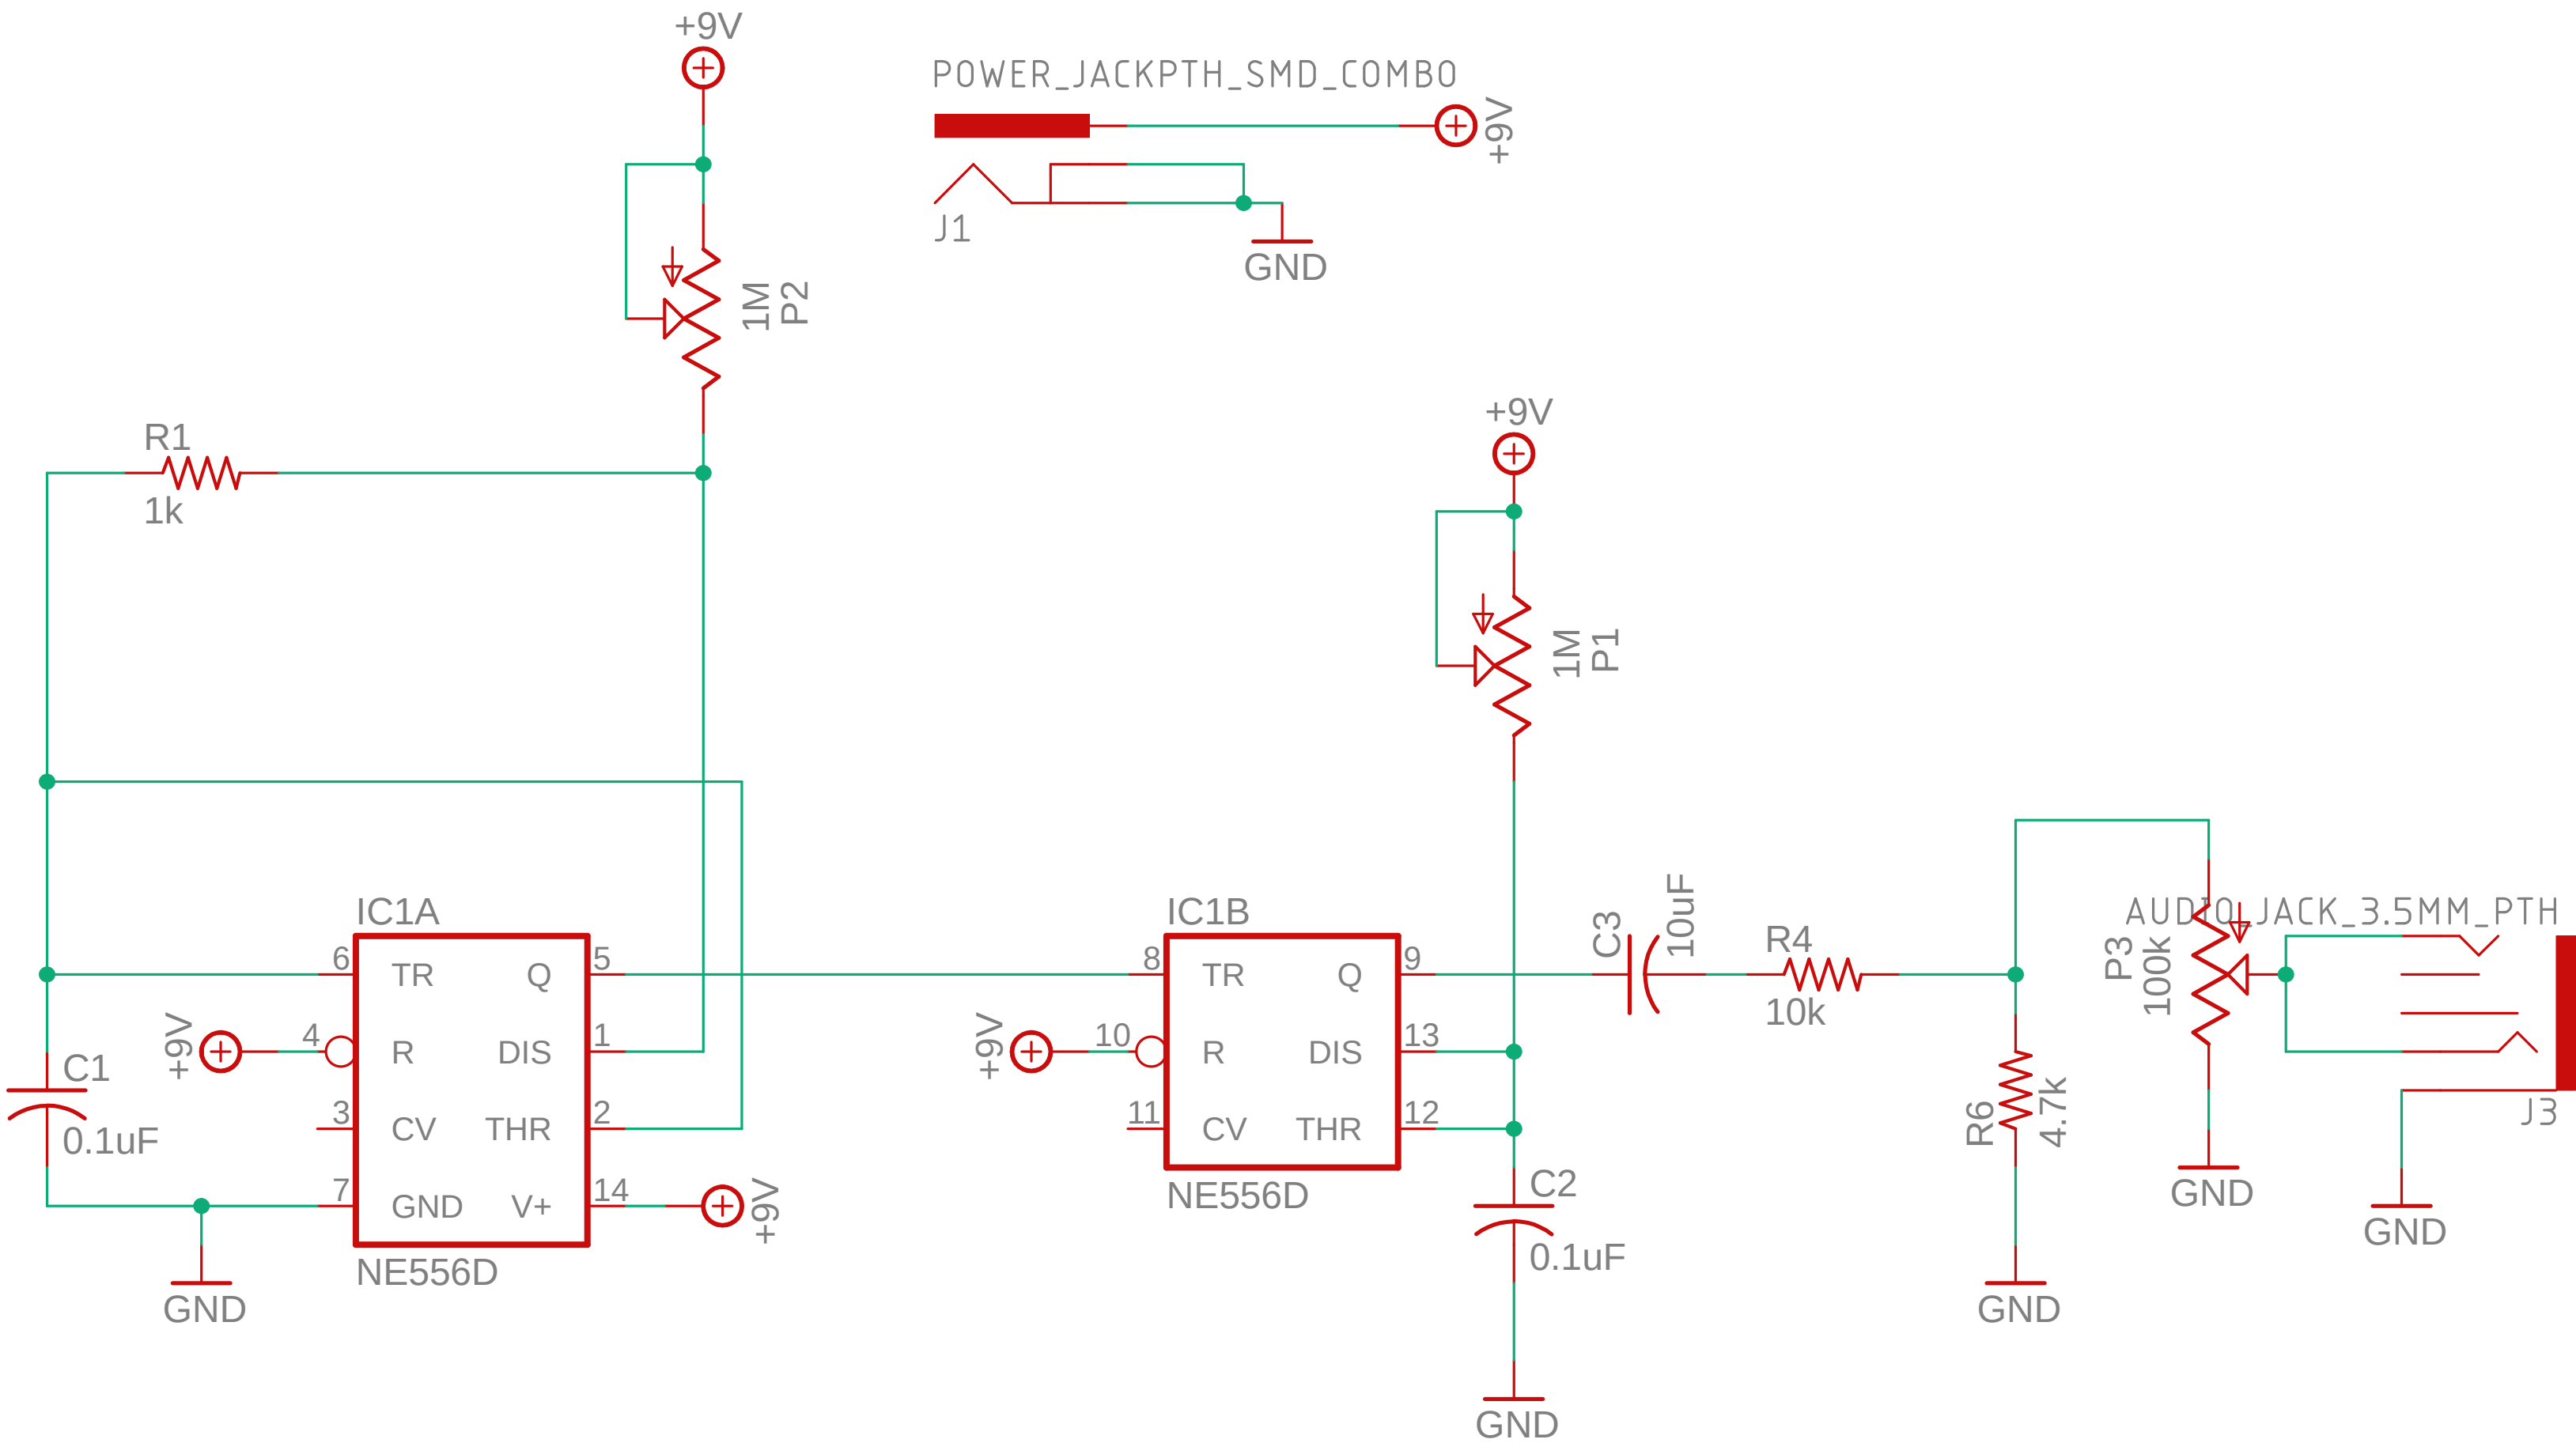 +9V
POWER_JACKPTH_SMD_COMBO
+9V
J1
GND
1M
P2
R1
1k
+9V
1M
P1
IC1A
6
TR
Q
5
+9V
4
R
DIS
1
3
CV
THR
2
7
GND
V+
14
+9V
NE556D
C1
0.1uF
GND
IC1B
8
TR
Q
9
+9V
10
R
DIS
13
11
CV
THR
12
NE556D
C2
0.1uF
GND
C3
10uF
R4
10k
R6
4.7k
GND
AUDIO_JACK_3.5MM_PTH
P3
100k
GND
J3
GND